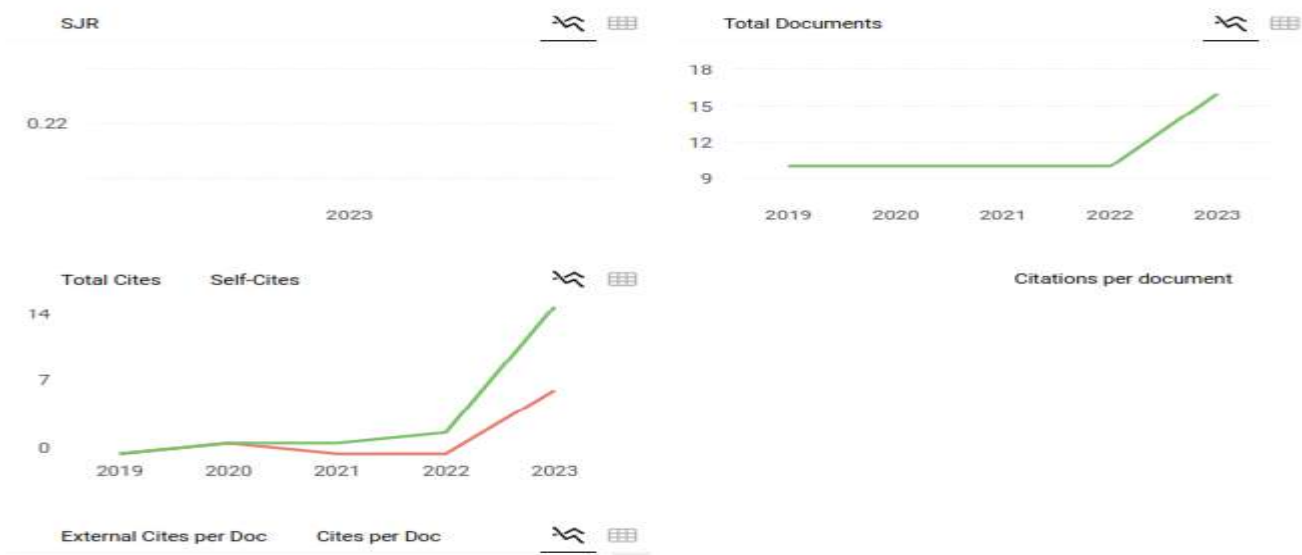 SJR
0.22
2023
Total Documents
18
15
12
9
2019 2020 2021 2022 2023
Total Cites Self-Cites
14
7
0
2019 2020 2021 2022 2023
Citations per document
External Cites per Doc Cites per Doc